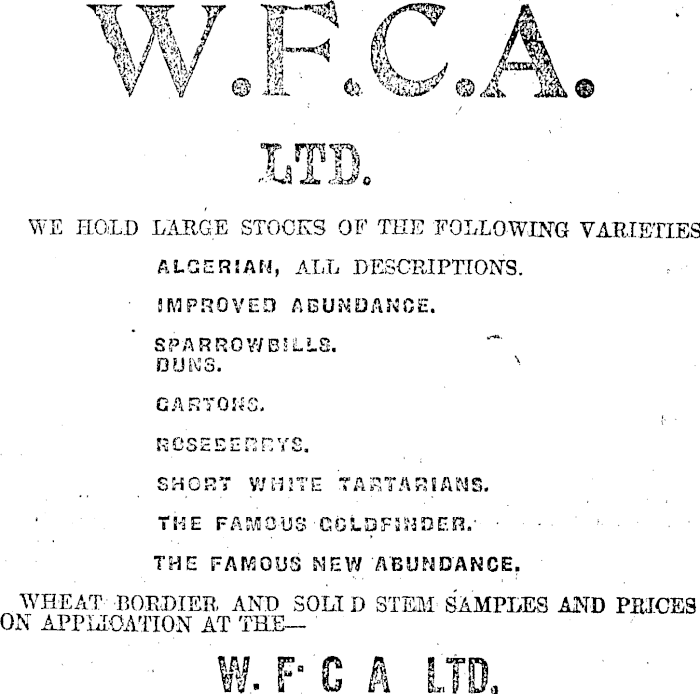 W.F.C.A.
LTD.
WE HOLD LARGE STOCKS OF THE FOLLOWING VARIETIES
ALGERIAN, ALL DESCRIPTIONS.
IMPROVED ABUNDANCE.
SPARROWBILLS.
DUNS.
GARTONS.
ROSEBERRYS.
SHORT WHITE TARTARIANS.
THE FAMOUS GOLDFINDER.
THE FAMOUS NEW ABUNDANCE.
WHEAT BORDIER AND SOLID STEM SAMPLES AND PRICES
ON APPLICATION AT THE—
W. F. C A LTD.